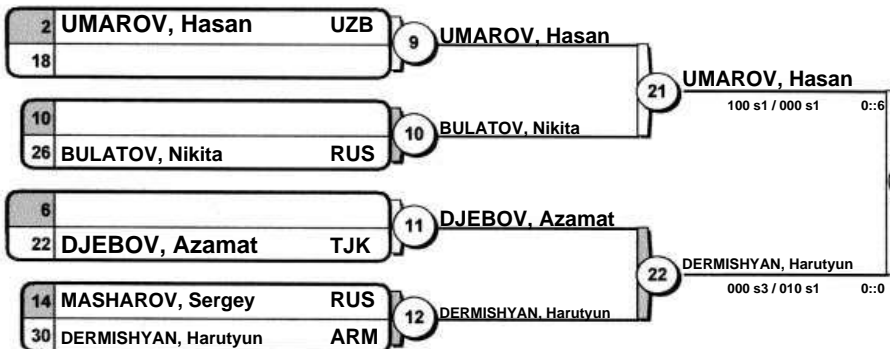 2 UMAROV, Hasan UZB
18
9
UMAROV, Hasan
10
26 BULATOV, Nikita RUS
10
BULATOV, Nikita
21
UMAROV, Hasan
100 s1 / 000 s1 0::6
6
22 DJEBOV, Azamat TJK
11
DJEBOV, Azamat
14 MASHAROV, Sergey RUS
30 DERMISHYAN, Harutyun ARM
12
DERMISHYAN, Harutyun
22
DERMISHYAN, Harutyun
000 s3 / 010 s1 0::0